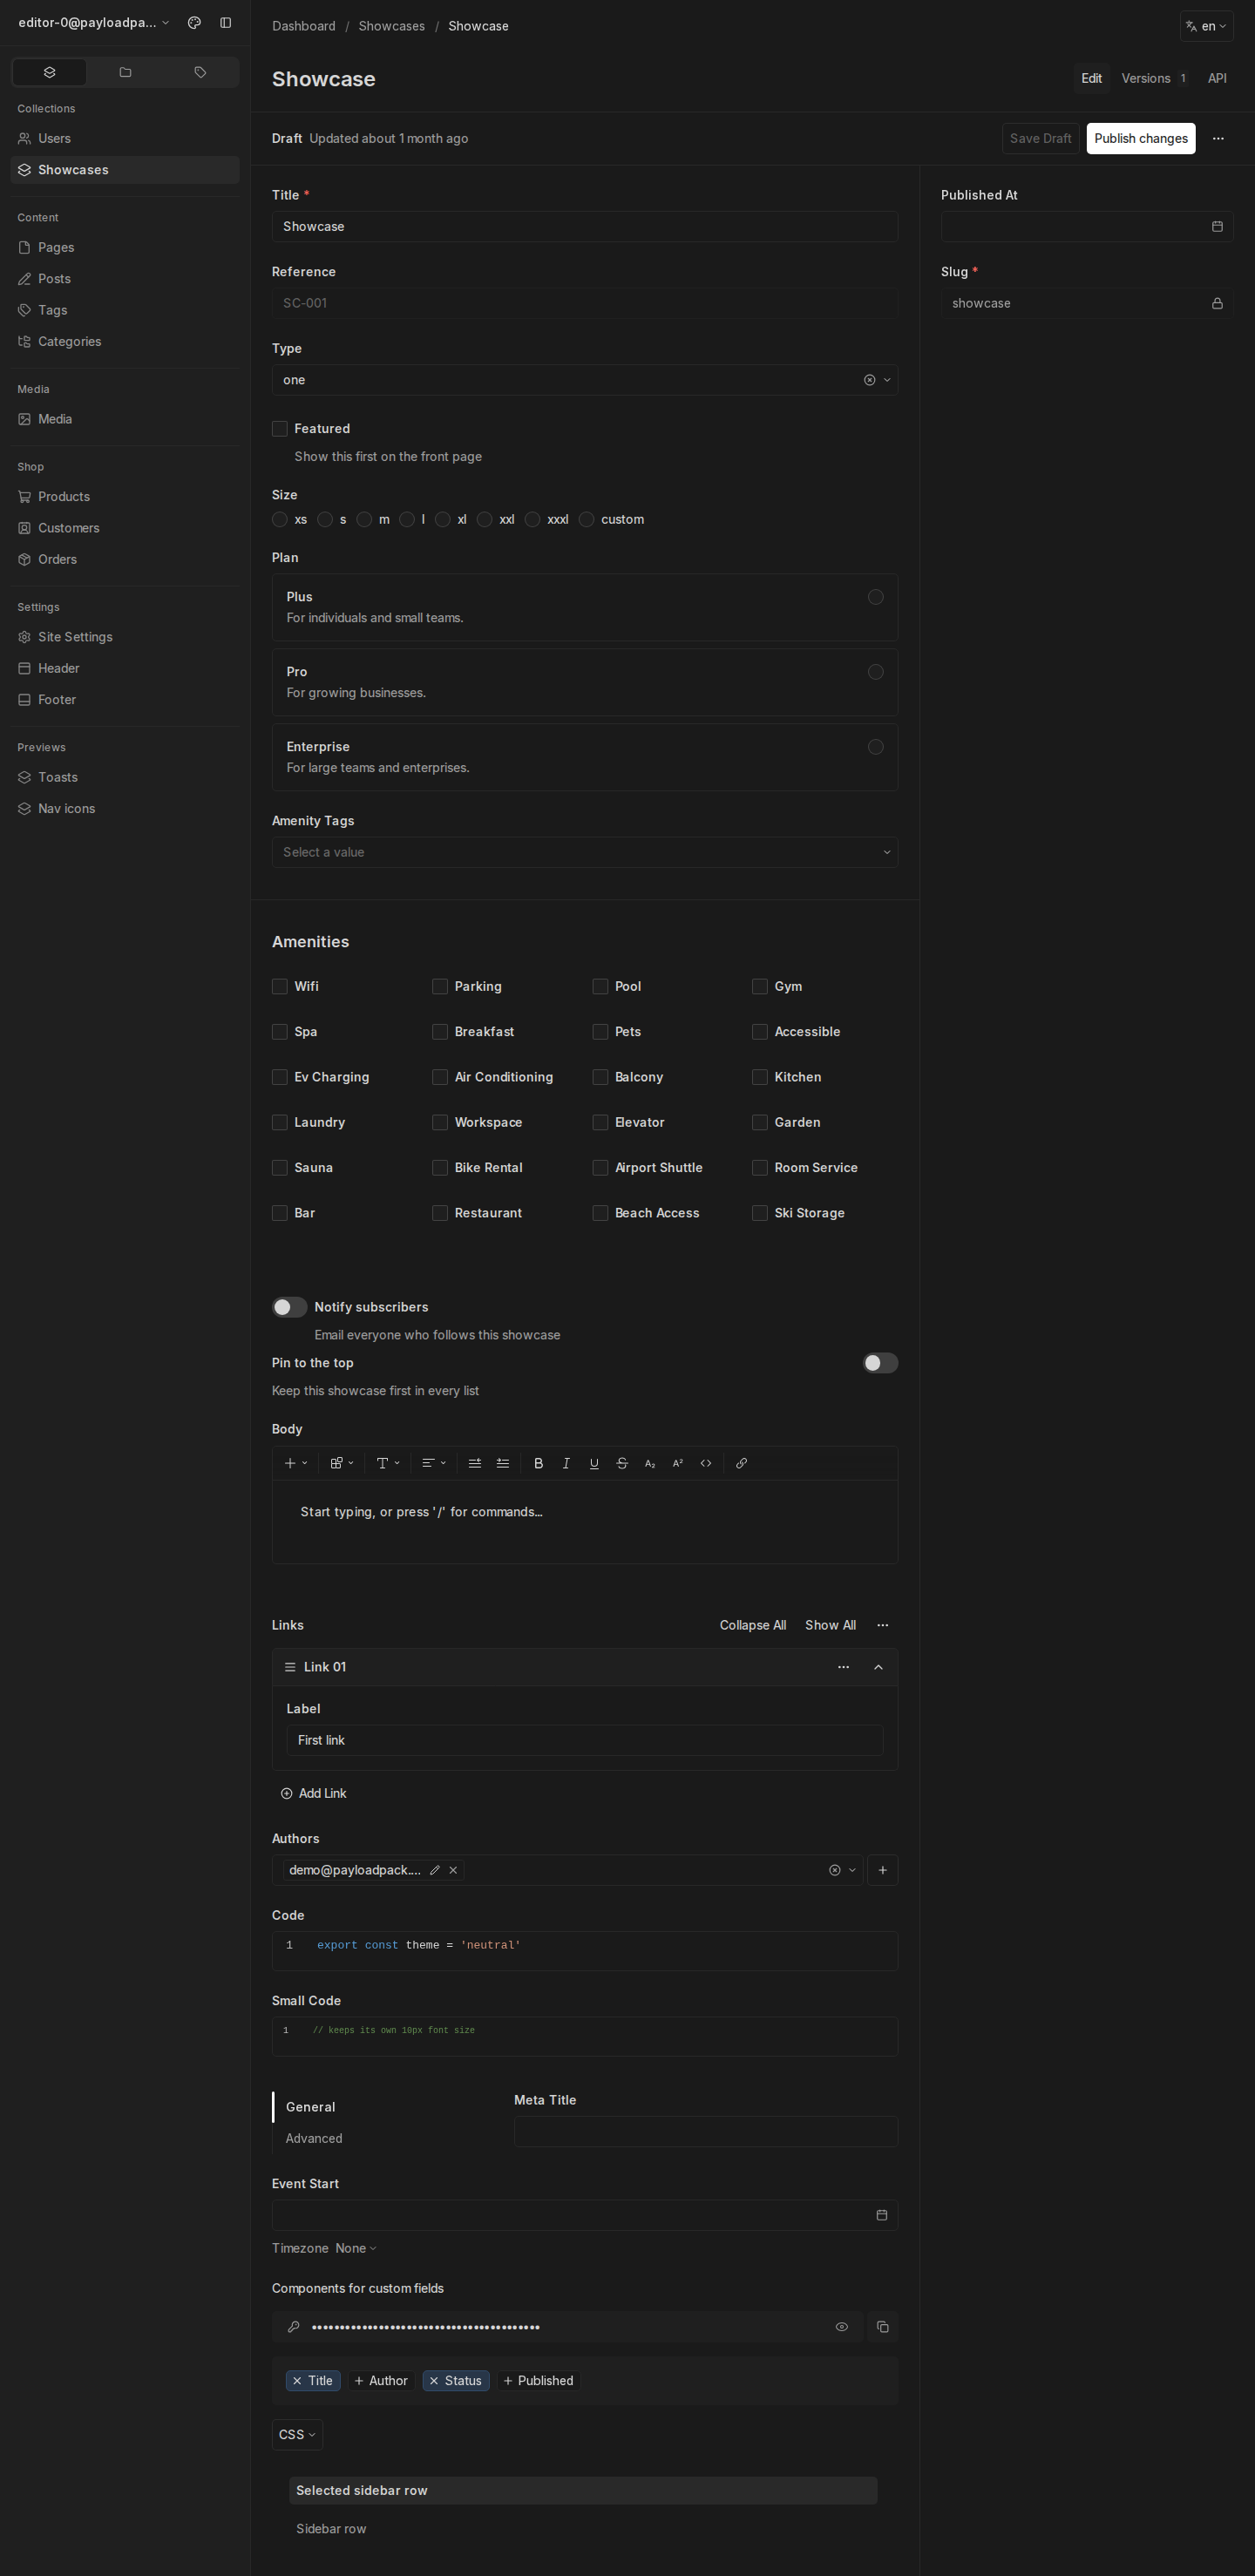 editor-0@payloadpa...
Collections
Users
Showcases
Content
Pages
Posts
Tags
Categories
Media
Media
Shop
Products
Customers
Orders
Settings
Site Settings
Header
Footer
Previews
Toasts
Nav icons
Dashboard / Showcases / Showcase
en
Showcase
Edit Versions 1 API
Draft Updated about 1 month ago
Save Draft Publish changes
Title *
Showcase
Reference
SC-001
Type
one
Featured
Show this first on the front page
Size
xs s m l xl xxl xxxl custom
Plan
Plus
For individuals and small teams.
Pro
For growing businesses.
Enterprise
For large teams and enterprises.
Amenity Tags
Select a value
Amenities
Wifi Parking Pool Gym
Spa Breakfast Pets Accessible
Ev Charging Air Conditioning Balcony Kitchen
Laundry Workspace Elevator Garden
Sauna Bike Rental Airport Shuttle Room Service
Bar Restaurant Beach Access Ski Storage
Notify subscribers
Email everyone who follows this showcase
Pin to the top
Keep this showcase first in every list
Body
B I U S A₂ A²
Start typing, or press '/' for commands...
Links
Collapse All Show All
Link 01
Label
First link
Add Link
Authors
demo@payloadpack....
Code
1 export const theme = 'neutral'
Small Code
1 // keeps its own 10px font size
General
Advanced
Meta Title
Event Start
Timezone None
Components for custom fields
Title Author Status Published
CSS
Selected sidebar row
Sidebar row
Published At
Slug *
showcase